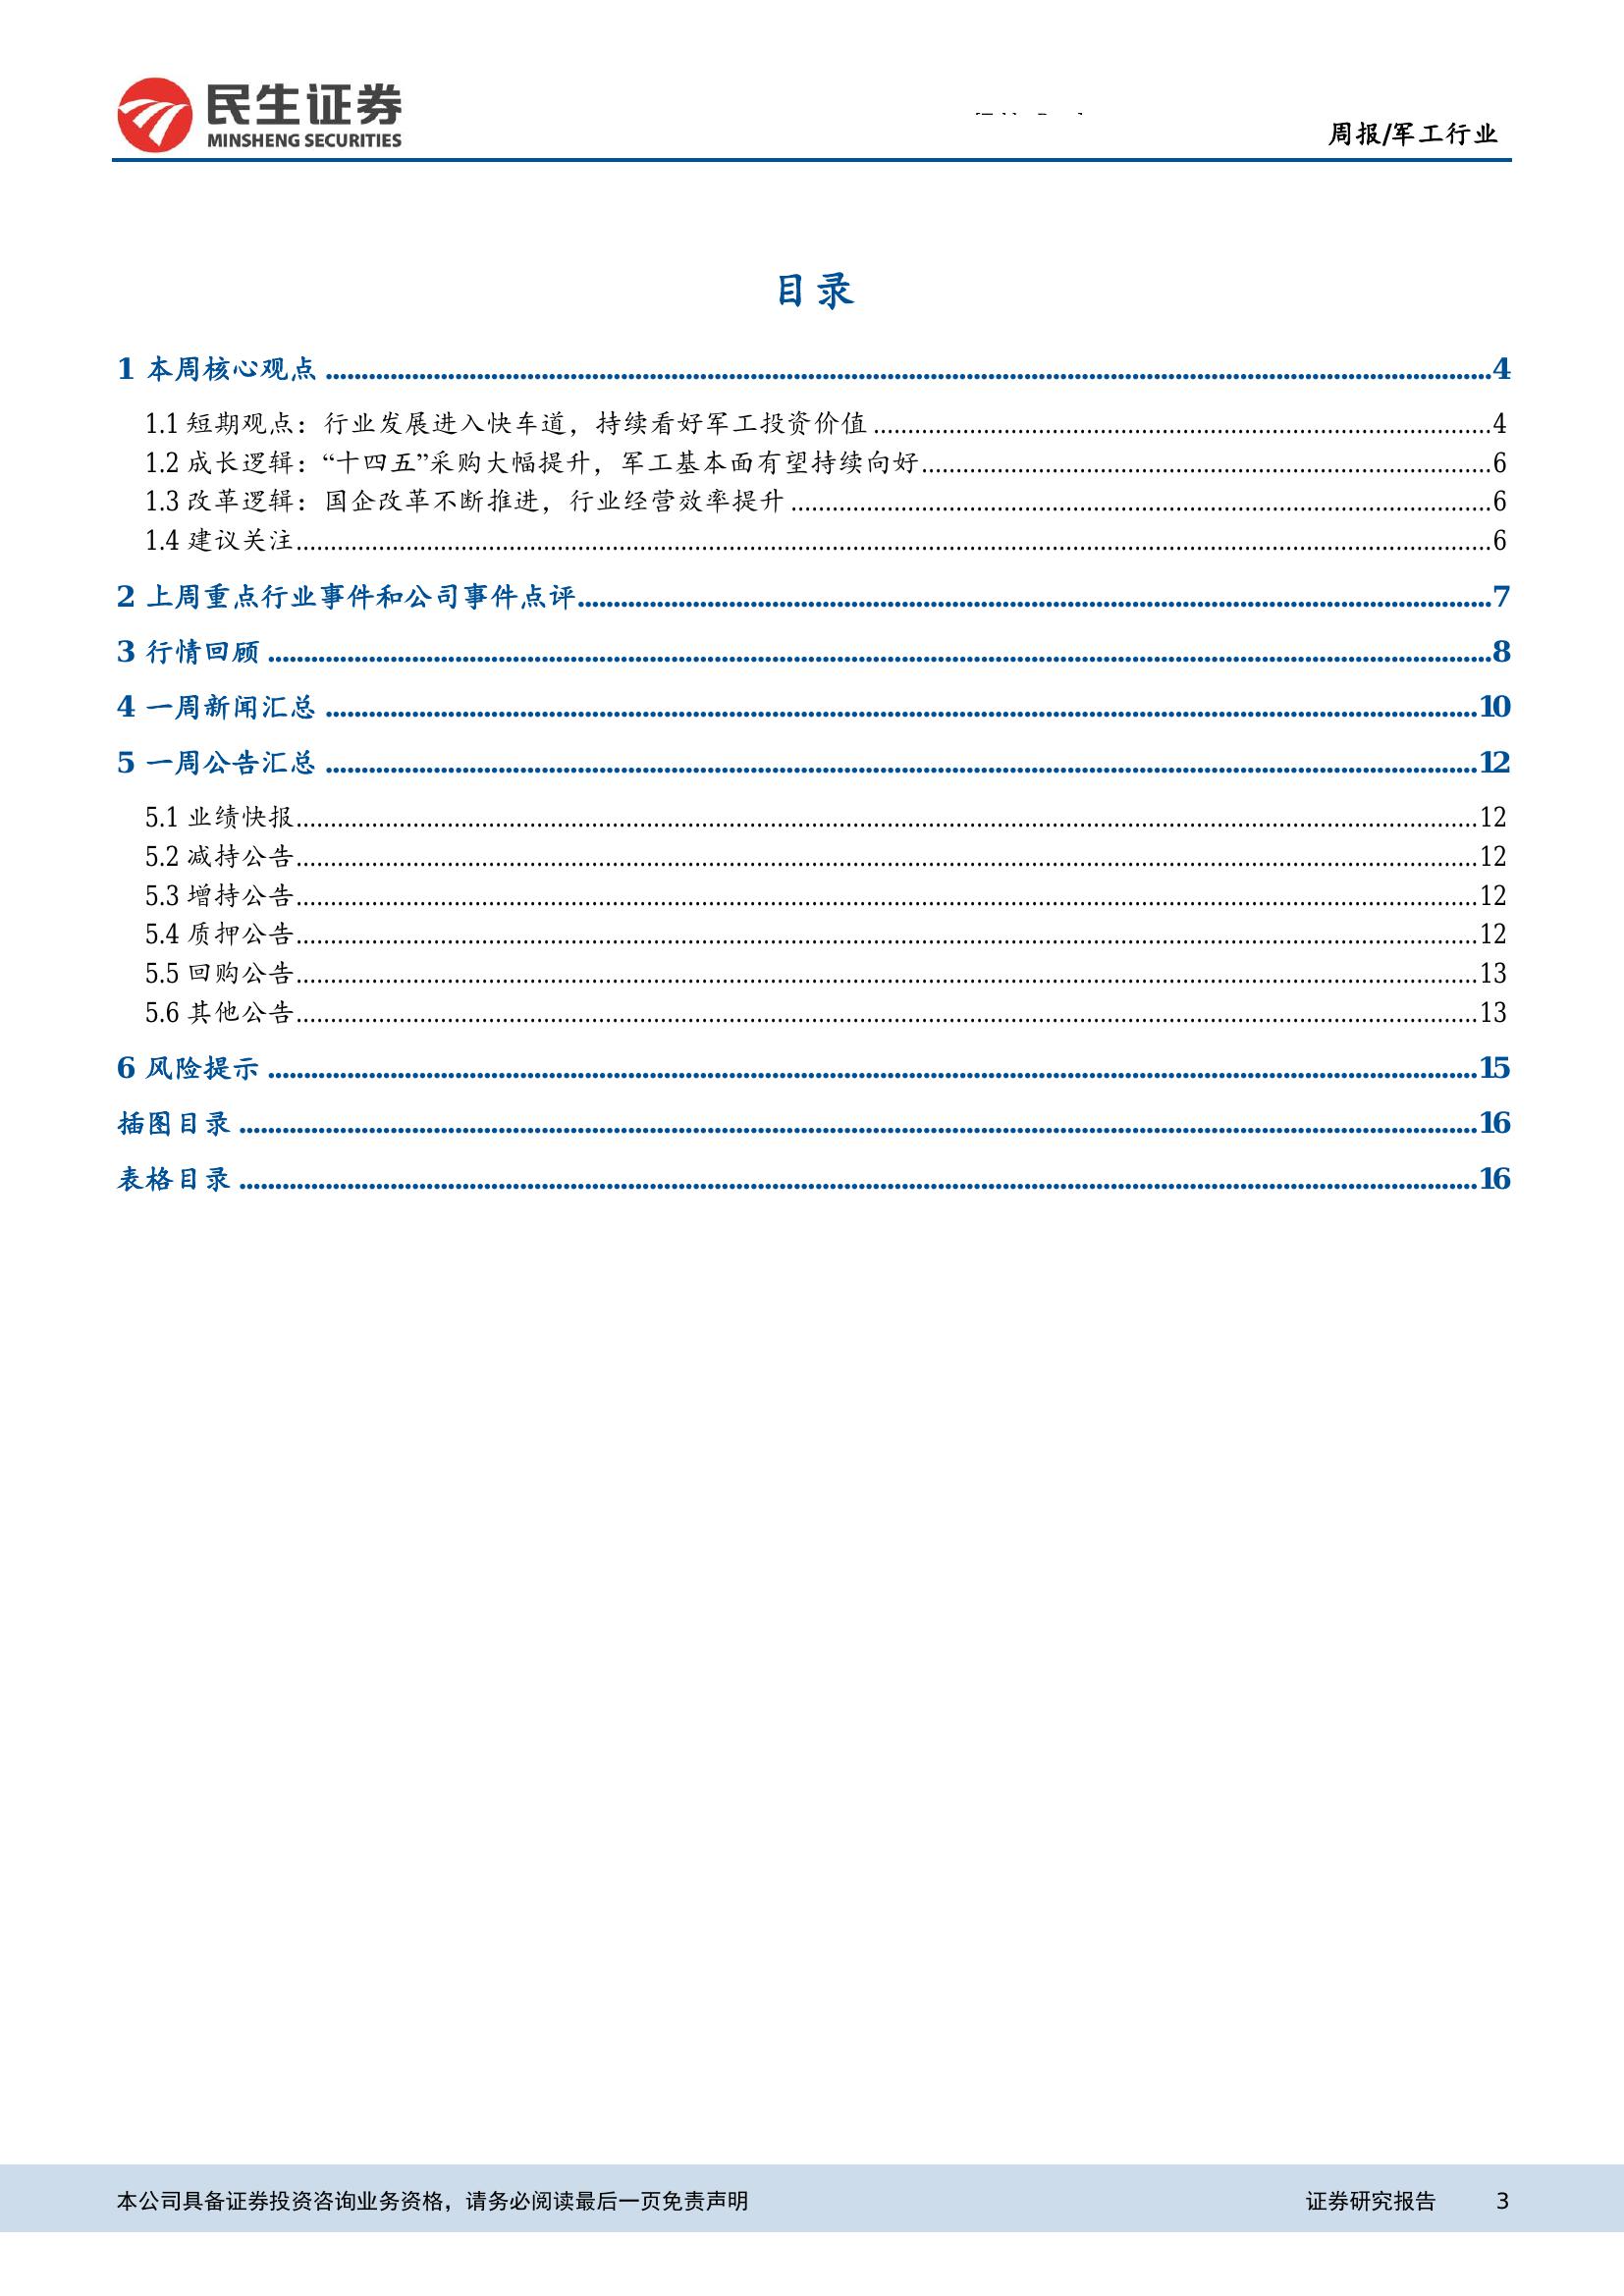 民生证券
MINSHENG SECURITIES
周报/军工行业
目录
1 本周核心观点 ........ 4
1.1 短期观点：行业发展进入快车道，持续看好军工投资价值 ........ 4
1.2 成长逻辑：“十四五”采购大幅提升，军工基本面有望持续向好 ........ 6
1.3 改革逻辑：国企改革不断推进，行业经营效率提升 ........ 6
1.4 建议关注 ........ 6
2 上周重点行业事件和公司事件点评 ........ 7
3 行情回顾 ........ 8
4 一周新闻汇总 ........ 10
5 一周公告汇总 ........ 12
5.1 业绩快报 ........ 12
5.2 减持公告 ........ 12
5.3 增持公告 ........ 12
5.4 质押公告 ........ 12
5.5 回购公告 ........ 13
5.6 其他公告 ........ 13
6 风险提示 ........ 15
插图目录 ........ 16
表格目录 ........ 16
本公司具备证券投资咨询业务资格，请务必阅读最后一页免责声明
证券研究报告 3